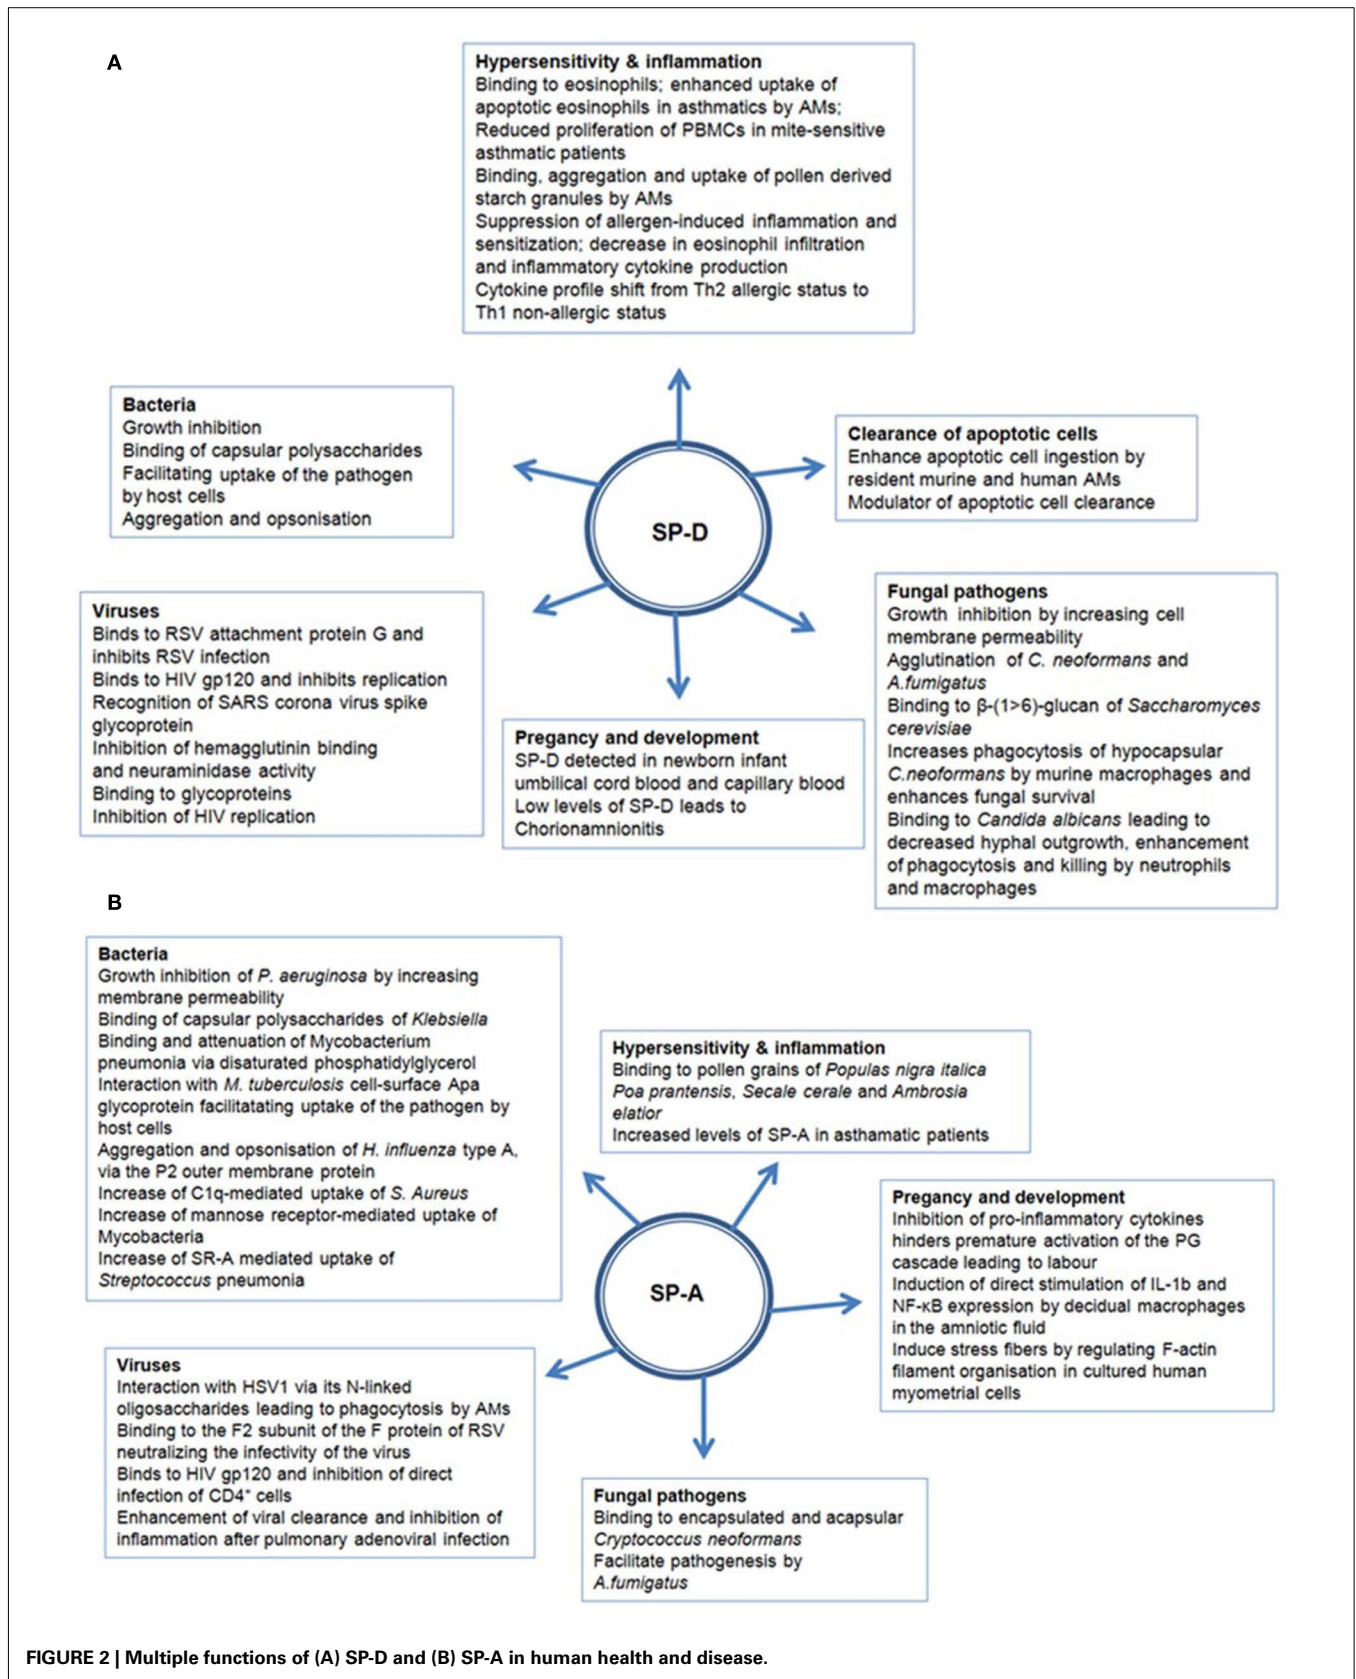 A
Hypersensitivity & inflammation
Binding to eosinophils; enhanced uptake of
apoptotic eosinophils in asthmatics by AMs;
Reduced proliferation of PBMCs in mite-sensitive
asthmatic patients
Binding, aggregation and uptake of pollen derived
starch granules by AMs
Suppression of allergen-induced inflammation and
sensitization; decrease in eosinophil infiltration
and inflammatory cytokine production
Cytokine profile shift from Th2 allergic status to
Th1 non-allergic status
Bacteria
Growth inhibition
Binding of capsular polysaccharides
Facilitating uptake of the pathogen
by host cells
Aggregation and opsonisation
Clearance of apoptotic cells
Enhance apoptotic cell ingestion by
resident murine and human AMs
Modulator of apoptotic cell clearance
SP-D
Viruses
Binds to RSV attachment protein G and
inhibits RSV infection
Binds to HIV gp120 and inhibits replication
Recognition of SARS corona virus spike
glycoprotein
Inhibition of hemagglutinin binding
and neuraminidase activity
Binding to glycoproteins
Inhibition of HIV replication
Pregancy and development
SP-D detected in newborn infant
umbilical cord blood and capillary blood
Low levels of SP-D leads to
Chorionamnionitis
Fungal pathogens
Growth inhibition by increasing cell
membrane permeability
Agglutination of C. neoformans and
A.fumigatus
Binding to β-(1>6)-glucan of Saccharomyces
cerevisiae
Increases phagocytosis of hypocapsular
C.neoformans by murine macrophages and
enhances fungal survival
Binding to Candida albicans leading to
decreased hyphal outgrowth, enhancement
of phagocytosis and killing by neutrophils
and macrophages
B
Bacteria
Growth inhibition of P. aeruginosa by increasing
membrane permeability
Binding of capsular polysaccharides of Klebsiella
Binding and attenuation of Mycobacterium
pneumonia via disaturated phosphatidylglycerol
Interaction with M. tuberculosis cell-surface Apa
glycoprotein facilitatating uptake of the pathogen by
host cells
Aggregation and opsonisation of H. influenza type A,
via the P2 outer membrane protein
Increase of C1q-mediated uptake of S. Aureus
Increase of mannose receptor-mediated uptake of
Mycobacteria
Increase of SR-A mediated uptake of
Streptococcus pneumonia
Hypersensitivity & inflammation
Binding to pollen grains of Populas nigra italica
Poa prantensis, Secale cerale and Ambrosia
elatior
Increased levels of SP-A in asthamatic patients
SP-A
Pregancy and development
Inhibition of pro-inflammatory cytokines
hinders premature activation of the PG
cascade leading to labour
Induction of direct stimulation of IL-1b and
NF-κB expression by decidual macrophages
in the amniotic fluid
Induce stress fibers by regulating F-actin
filament organisation in cultured human
myometrial cells
Viruses
Interaction with HSV1 via its N-linked
oligosaccharides leading to phagocytosis by AMs
Binding to the F2 subunit of the F protein of RSV
neutralizing the infectivity of the virus
Binds to HIV gp120 and inhibition of direct
infection of CD4⁺ cells
Enhancement of viral clearance and inhibition of
inflammation after pulmonary adenoviral infection
Fungal pathogens
Binding to encapsulated and acapsular
Cryptococcus neoformans
Facilitate pathogenesis by
A.fumigatus
FIGURE 2 | Multiple functions of (A) SP-D and (B) SP-A in human health and disease.